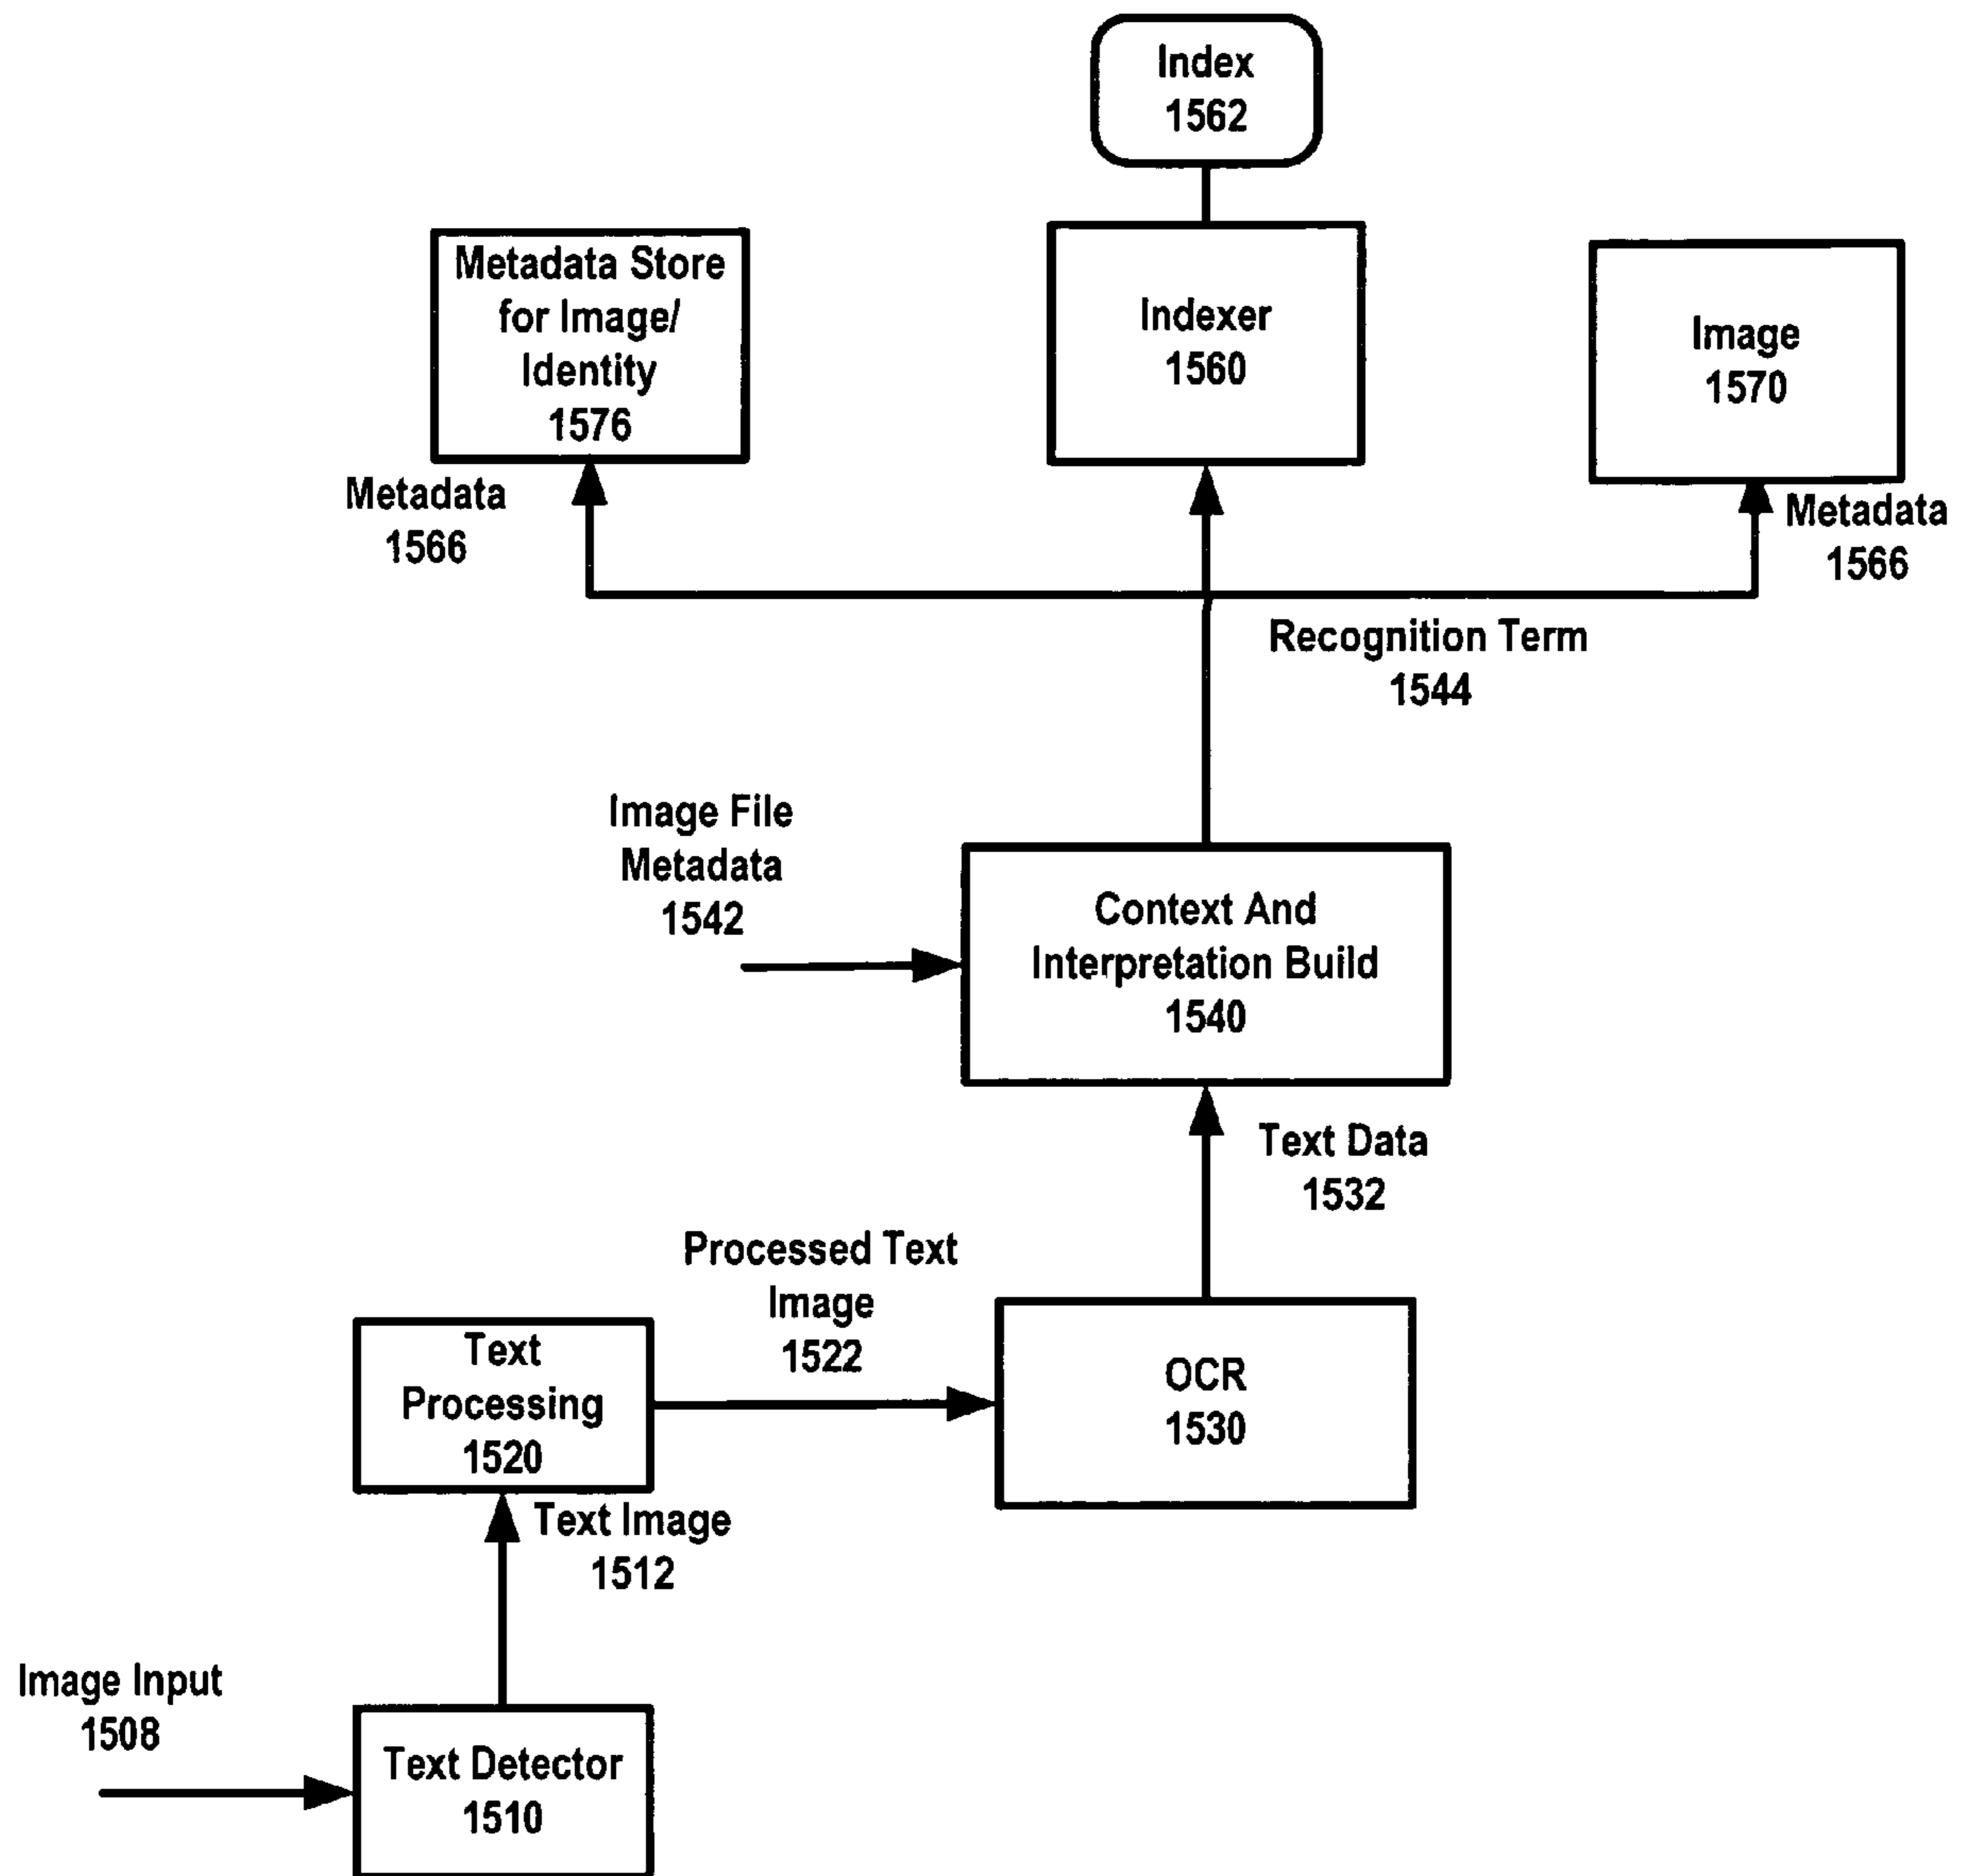 Index
1562
Metadata Store
for Image/
Identity
1576
Indexer
1560
Image
1570
Metadata
1566
Metadata
1566
Recognition Term
1544
Image File
Metadata
1542
Context And
Interpretation Build
1540
Text Data
1532
Processed Text
Image
1522
Text
Processing
1520
OCR
1530
Text Image
1512
Image Input
1508
Text Detector
1510